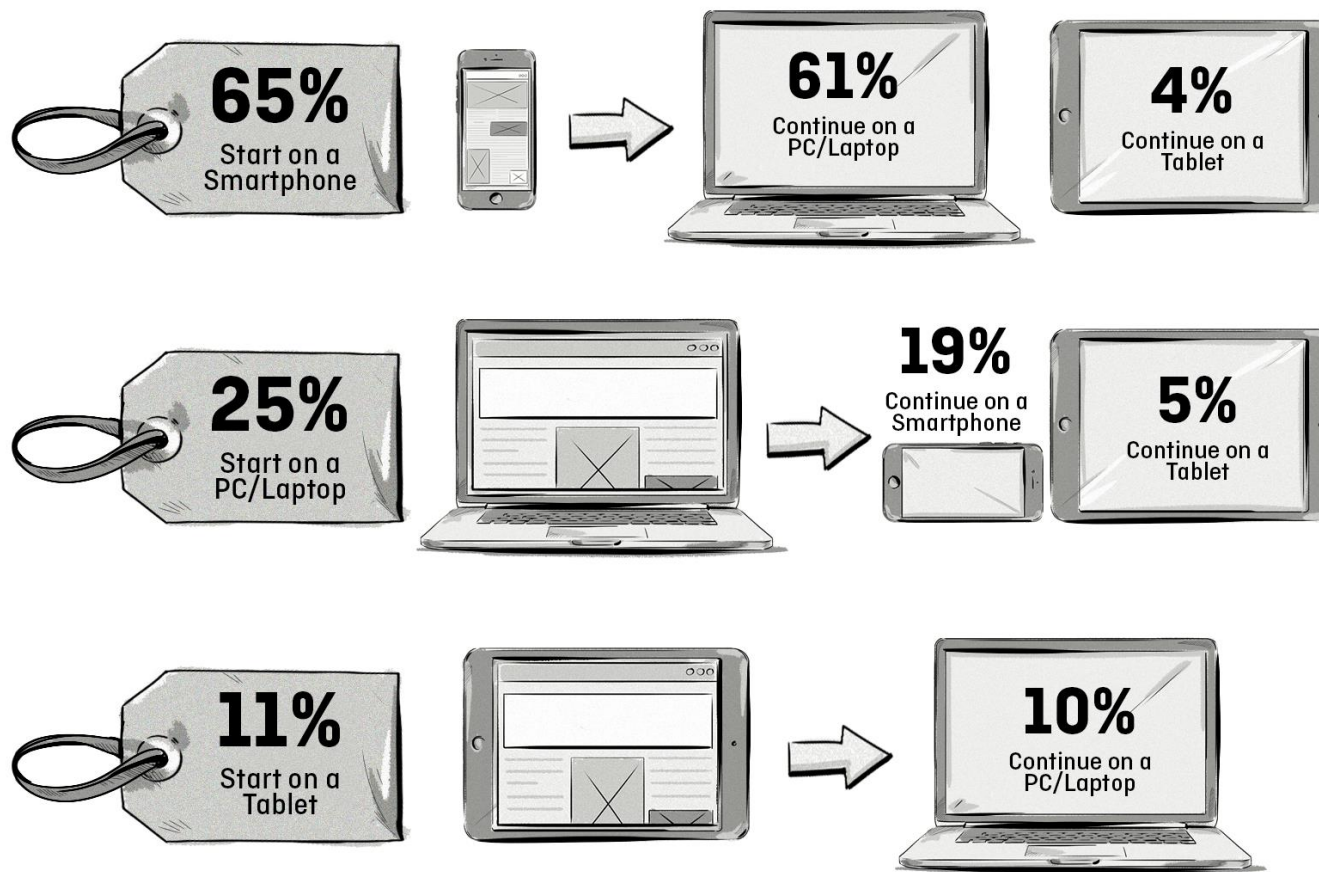 65%
Start on a
Smartphone
61%
Continue on a
PC/Laptop
4%
Continue on a
Tablet
25%
Start on a
PC/Laptop
19%
Continue on a
Smartphone
5%
Continue on a
Tablet
11%
Start on a
Tablet
10%
Continue on a
PC/Laptop